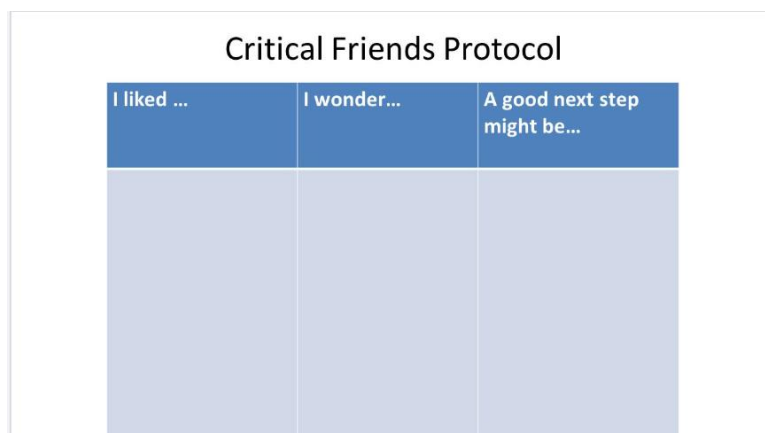 Critical Friends Protocol
I liked ...
I wonder...
A good next step
might be...